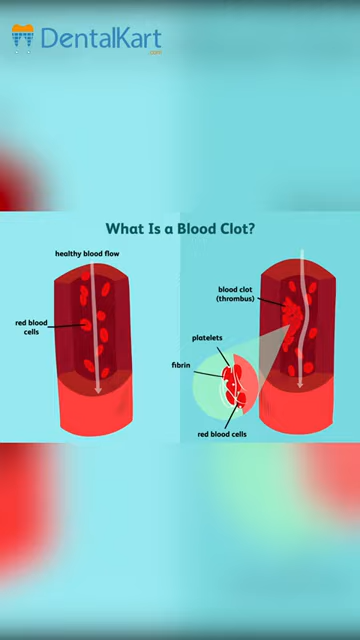 DentalKart
.com
What Is a Blood Clot?
healthy blood flow
red blood
cells
blood clot
(thrombus)
platelets
fibrin
red blood cells